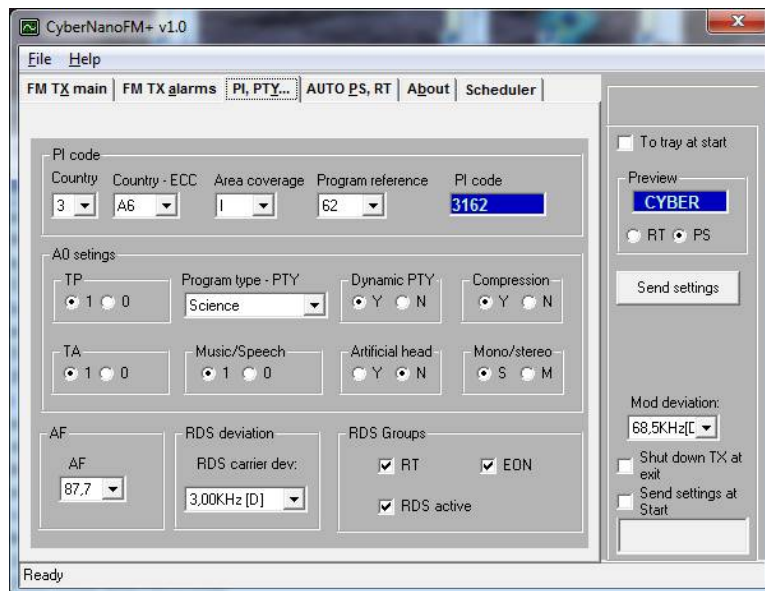 CyberNanoFM+ v1.0
File Help
FM TX main FM TX alarms PI, PTY... AUTO PS, RT About Scheduler
PI code
Country Country - ECC Area coverage Program reference PI code
3 A6 I 62 3162
A0 setings
TP Program type - PTY Dynamic PTY Compression
1 0 Science Y N Y N
TA Music/Speech Artificial head Mono/stereo
1 0 1 0 Y N S M
AF RDS deviation RDS Groups
AF RDS carrier dev: RT EON
87,7 3,00KHz [D] RDS active
To tray at start
Preview
CYBER
RT PS
Send settings
Mod deviation:
68,5KHz[D
Shut down TX at
exit
Send settings at
Start
Ready